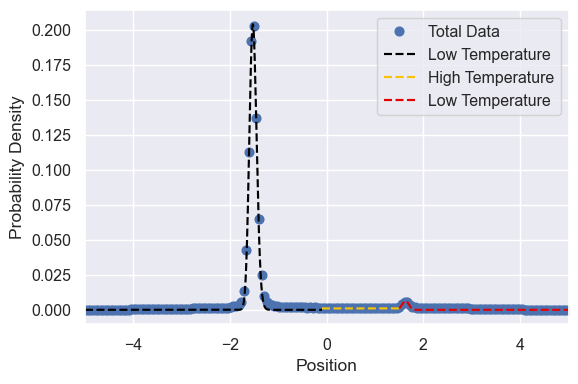 Total Data
Low Temperature
High Temperature
Low Temperature
Probability Density
0.200
0.175
0.150
0.125
0.100
0.075
0.050
0.025
0.000
−4
−2
0
2
4
Position